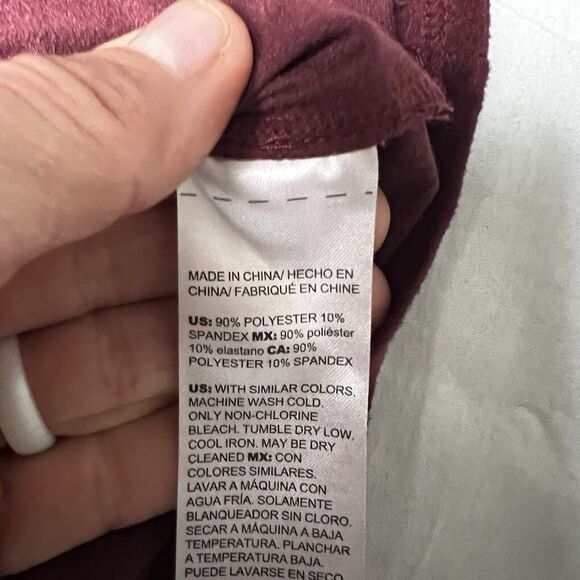 MADE IN CHINA/ HECHO EN
CHINA/ FABRIQUÉ EN CHINE
US: 90% POLYESTER 10%
SPANDEX MX: 90% poliéster
10% elastano CA: 90%
POLYESTER 10% SPANDEX
US: WITH SIMILAR COLORS,
MACHINE WASH COLD.
ONLY NON-CHLORINE
BLEACH. TUMBLE DRY LOW,
COOL IRON. MAY BE DRY
CLEANED MX: CON
COLORES SIMILARES.
LAVAR A MÁQUINA CON
AGUA FRÍA. SOLAMENTE
BLANQUEADOR SIN CLORO.
SECAR A MÁQUINA A BAJA
TEMPERATURA. PLANCHAR
A TEMPERATURA BAJA.
PUEDE LAVARSE EN SECO